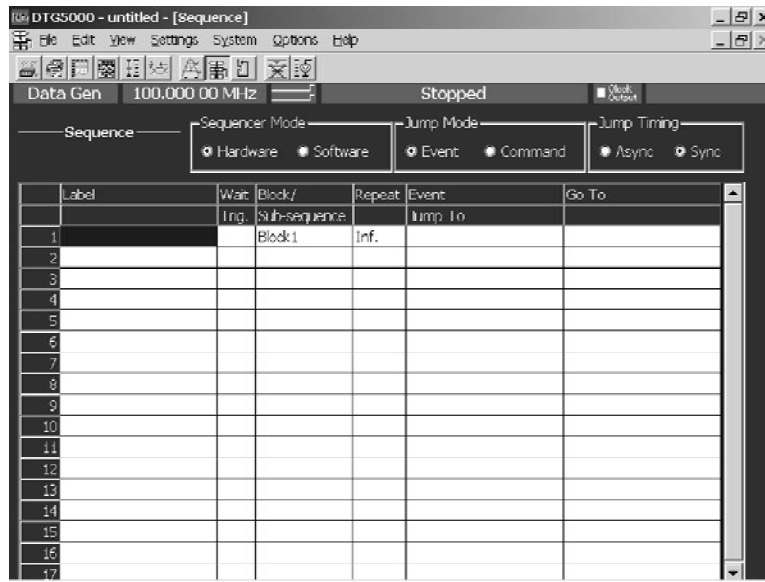 DTG5000 - untitled - [Sequence]
File Edit View Settings System Options Help
Data Gen 100.000 00 MHz Stopped Clock Output
Sequence
Sequencer Mode
Hardware Software
Jump Mode
Event Command
Jump Timing
Async Sync
Label Wait Block/ Repeat Event Go To
Trig. Sub-sequence Jump To
1 Block1 Inf.
2
3
4
5
6
7
8
9
10
11
12
13
14
15
16
17